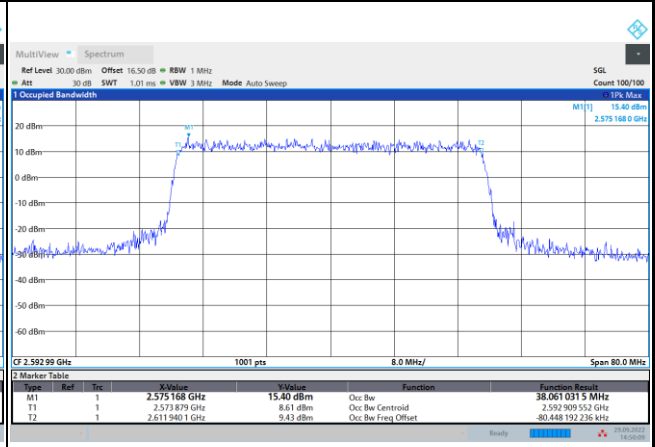 MultiView Spectrum
Ref Level 30.00 dBm Offset 16.50 dB RBW 1 MHz SGL
Att 30 dB SWT 1.01 ms VBW 3 MHz Mode Auto Sweep Count 100/100
1 Occupied Bandwidth 1Pk Max
M1[1] 15.40 dBm
2.575 168 0 GHz
20 dBm
M1
T1
T2
10 dBm
0 dBm
-10 dBm
-20 dBm
-30 dBm
-40 dBm
-50 dBm
-60 dBm
CF 2.592 99 GHz 1001 pts 8.0 MHz/ Span 80.0 MHz
2 Marker Table
Type Ref Trc X-Value Y-Value Function Function Result
M1 1 2.575 168 GHz 15.40 dBm Occ Bw 38.061 031 5 MHz
T1 1 2.573 879 GHz 8.61 dBm Occ Bw Centroid 2.592 909 552 GHz
T2 1 2.611 940 1 GHz 9.43 dBm Occ Bw Freq Offset -80.448 192 236 kHz
Ready